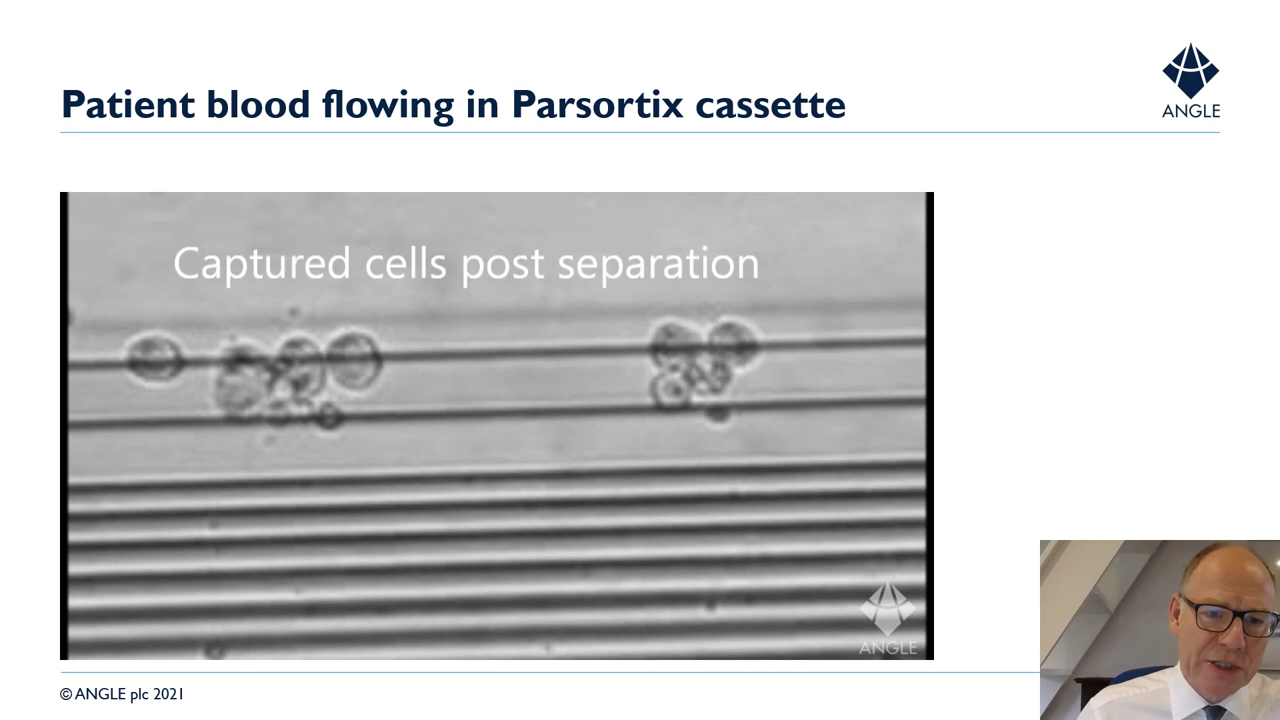 Patient blood flowing in Parsortix cassette
ANGLE
Captured cells post separation
ANGLE
© ANGLE plc 2021